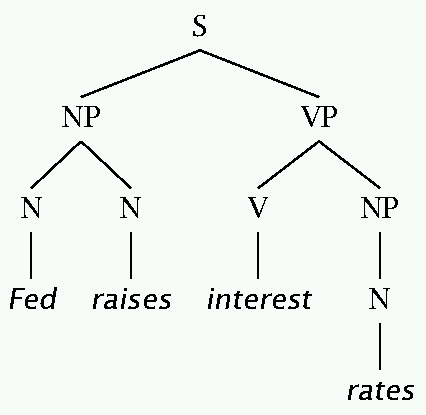 S
NP VP
N N V NP
Fed raises interest N
rates